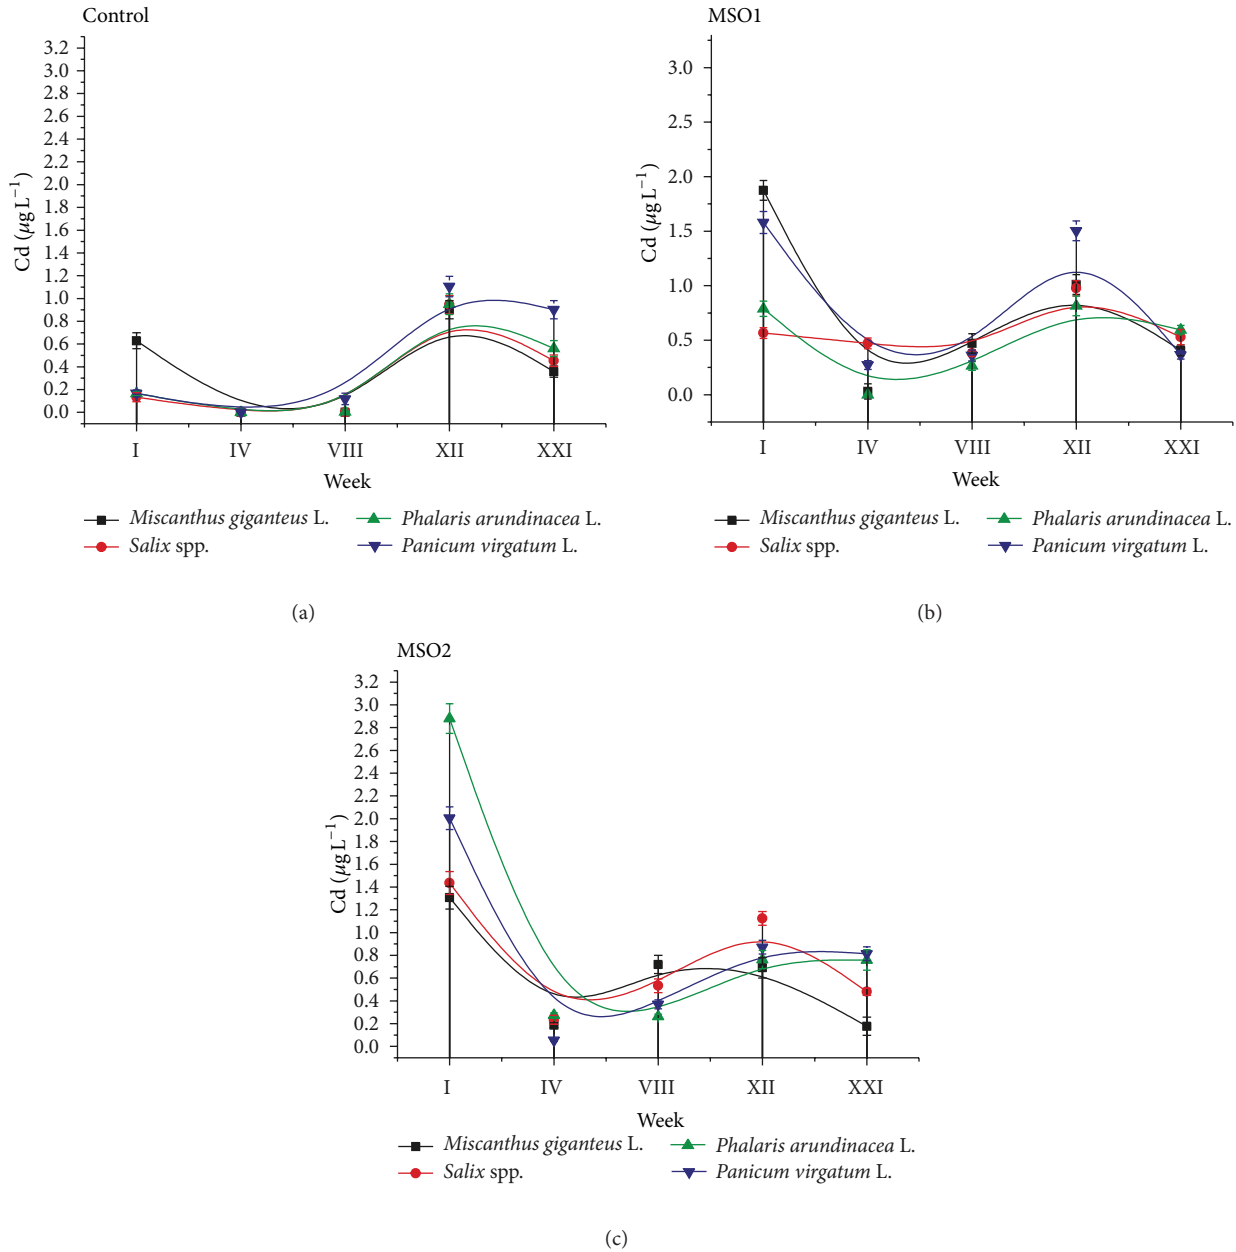 Control
3.2
3.0
2.8
2.6
2.4
2.2
2.0
1.8
1.6
1.4
1.2
1.0
0.8
0.6
0.4
0.2
0.0
Cd (μg L⁻¹)
I IV VIII XII XXI
Week
Miscanthus giganteus L. Phalaris arundinacea L.
Salix spp. Panicum virgatum L.
(a)
MSO1
3.0
2.5
2.0
1.5
1.0
0.5
0.0
Cd (μg L⁻¹)
I IV VIII XII XXI
Week
Miscanthus giganteus L. Phalaris arundinacea L.
Salix spp. Panicum virgatum L.
(b)
MSO2
3.2
3.0
2.8
2.6
2.4
2.2
2.0
1.8
1.6
1.4
1.2
1.0
0.8
0.6
0.4
0.2
0.0
Cd (μg L⁻¹)
I IV VIII XII XXI
Week
Miscanthus giganteus L. Phalaris arundinacea L.
Salix spp. Panicum virgatum L.
(c)